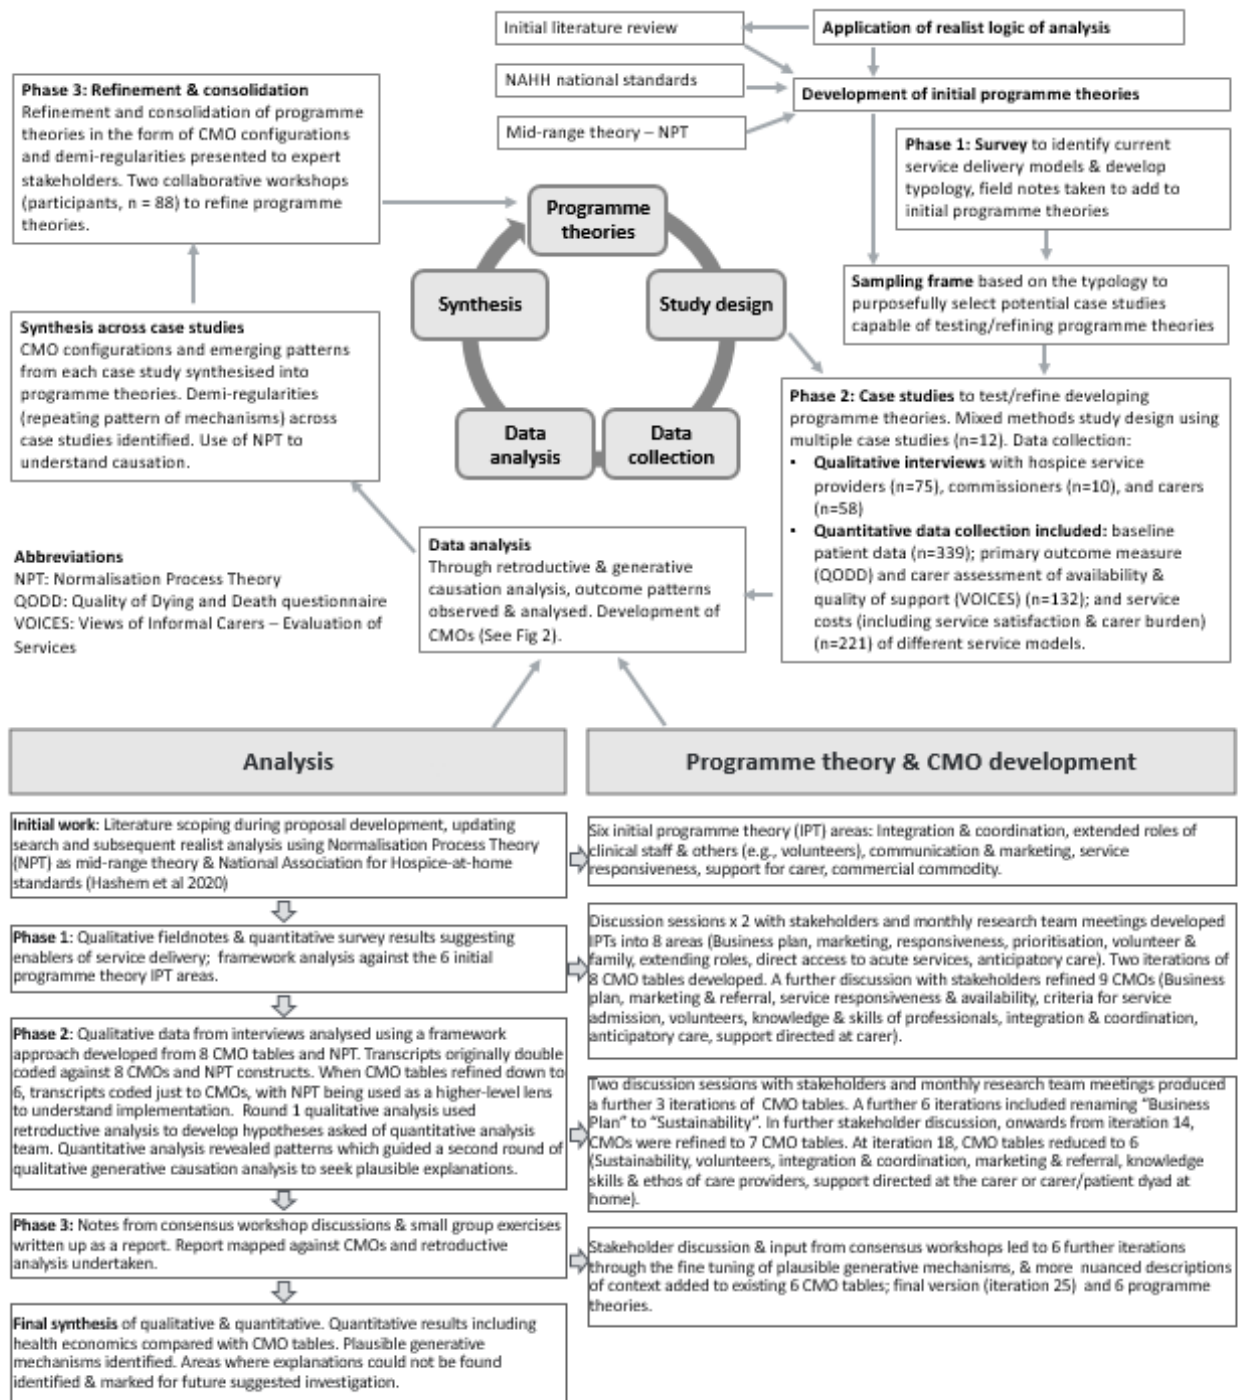 Initial literature review
Application of realist logic of analysis
NAHH national standards
Development of initial programme theories
Mid-range theory – NPT
Phase 3: Refinement & consolidation
Refinement and consolidation of programme
theories in the form of CMO configurations
and demi-regularities presented to expert
stakeholders. Two collaborative workshops
(participants, n = 88) to refine programme
theories.
Phase 1: Survey to identify current
service delivery models & develop
typology, field notes taken to add to
initial programme theories
Programme
theories
Synthesis
Study design
Data
analysis
Data
collection
Sampling frame based on the typology to
purposefully select potential case studies
capable of testing/refining programme theories
Synthesis across case studies
CMO configurations and emerging patterns
from each case study synthesised into
programme theories. Demi-regularities
(repeating pattern of mechanisms) across
case studies identified. Use of NPT to
understand causation.
Phase 2: Case studies to test/refine developing
programme theories. Mixed methods study design using
multiple case studies (n=12). Data collection:
• Qualitative interviews with hospice service
providers (n=75), commissioners (n=10), and carers
(n=58)
• Quantitative data collection included: baseline
patient data (n=339); primary outcome measure
(QODD) and carer assessment of availability &
quality of support (VOICES) (n=132); and service
costs (including service satisfaction & carer burden)
(n=221) of different service models.
Data analysis
Through retroductive & generative
causation analysis, outcome patterns
observed & analysed. Development of
CMOs (See Fig 2).
Abbreviations
NPT: Normalisation Process Theory
QODD: Quality of Dying and Death questionnaire
VOICES: Views of Informal Carers – Evaluation of
Services
Analysis
Programme theory & CMO development
Initial work: Literature scoping during proposal development, updating
search and subsequent realist analysis using Normalisation Process Theory
(NPT) as mid-range theory & National Association for Hospice-at-home
standards (Hashem et al 2020)
Six initial programme theory (IPT) areas: Integration & coordination, extended roles of
clinical staff & others (e.g., volunteers), communication & marketing, service
responsiveness, support for carer, commercial commodity.
Phase 1: Qualitative fieldnotes & quantitative survey results suggesting
enablers of service delivery; framework analysis against the 6 initial
programme theory IPT areas.
Discussion sessions x 2 with stakeholders and monthly research team meetings developed
IPTs into 8 areas (Business plan, marketing, responsiveness, prioritisation, volunteer &
family, extending roles, direct access to acute services, anticipatory care). Two iterations of
8 CMO tables developed. A further discussion with stakeholders refined 9 CMOs (Business
plan, marketing & referral, service responsiveness & availability, criteria for service
admission, volunteers, knowledge & skills of professionals, integration & coordination,
anticipatory care, support directed at carer).
Phase 2: Qualitative data from interviews analysed using a framework
approach developed from 8 CMO tables and NPT. Transcripts originally double
coded against 8 CMOs and NPT constructs. When CMO tables refined down to
6, transcripts coded just to CMOs, with NPT being used as a higher-level lens
to understand implementation. Round 1 qualitative analysis used
retroductive analysis to develop hypotheses asked of quantitative analysis
team. Quantitative analysis revealed patterns which guided a second round of
qualitative generative causation analysis to seek plausible explanations.
Two discussion sessions with stakeholders and monthly research team meetings produced
a further 3 iterations of CMO tables. A further 6 iterations included renaming “Business
Plan” to “Sustainability”. In further stakeholder discussion, onwards from iteration 14,
CMOs were refined to 7 CMO tables. At iteration 18, CMO tables reduced to 6
(Sustainability, volunteers, integration & coordination, marketing & referral, knowledge
skills & ethos of care providers, support directed at the carer or carer/patient dyad at
home).
Phase 3: Notes from consensus workshop discussions & small group exercises
written up as a report. Report mapped against CMOs and retroductive
analysis undertaken.
Stakeholder discussion & input from consensus workshops led to 6 further iterations
through the fine tuning of plausible generative mechanisms, & more nuanced descriptions
of context added to existing 6 CMO tables; final version (iteration 25) and 6 programme
theories.
Final synthesis of qualitative & quantitative. Quantitative results including
health economics compared with CMO tables. Plausible generative
mechanisms identified. Areas where explanations could not be found
identified & marked for future suggested investigation.